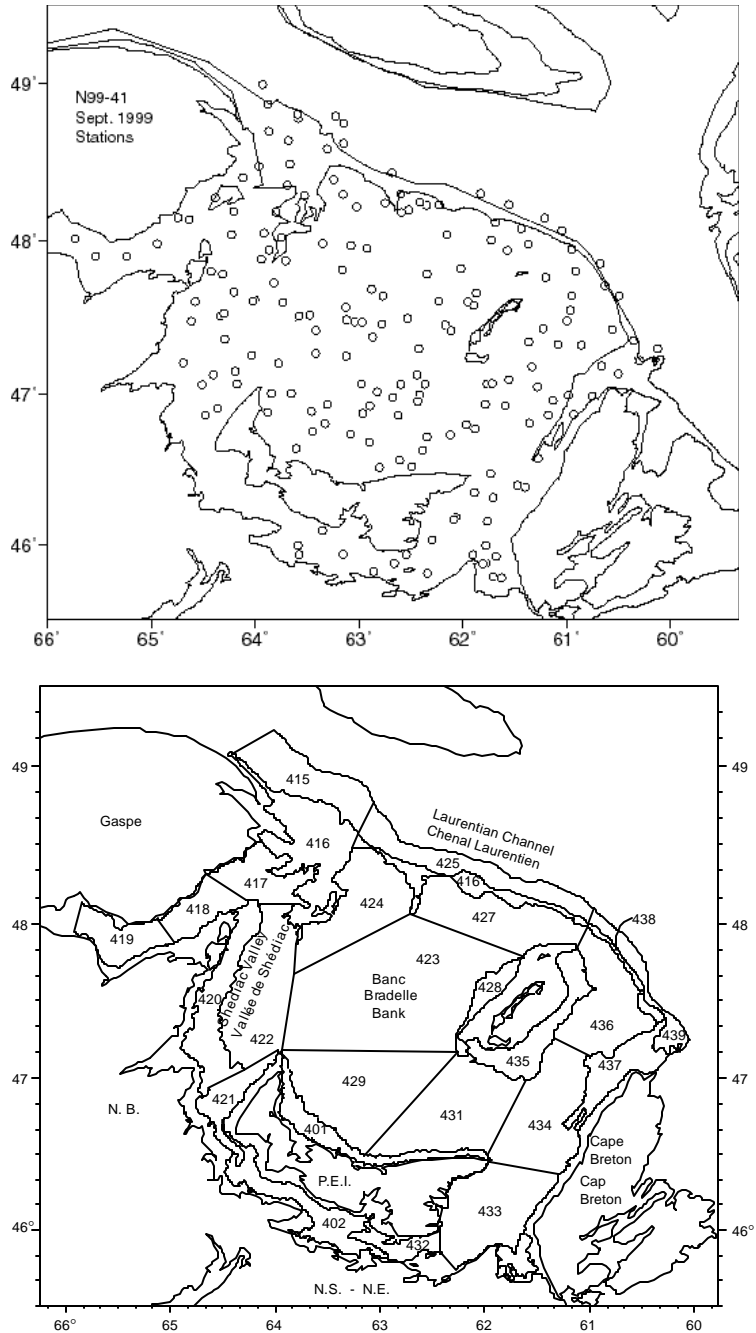 49°
N99-41
Sept. 1999
Stations
48°
47°
46°
66° 65° 64° 63° 62° 61° 60°
49 49
415
Gaspe
Laurentian Channel
Chenal Laurentien
416
425
416
417
424
418 427 438
48 48
419
423
Shediac Valley
Vallée de Shédiac
Banc
Bradelle
Bank
428
420
436
422 439
435 437
47 47
429
421
N. B.
431 434
401
Cape
Breton
P.E.I.
Cap
Breton
402 433
46° 46°
432
N.S. - N.E.
66° 65 64 63 62 61 60